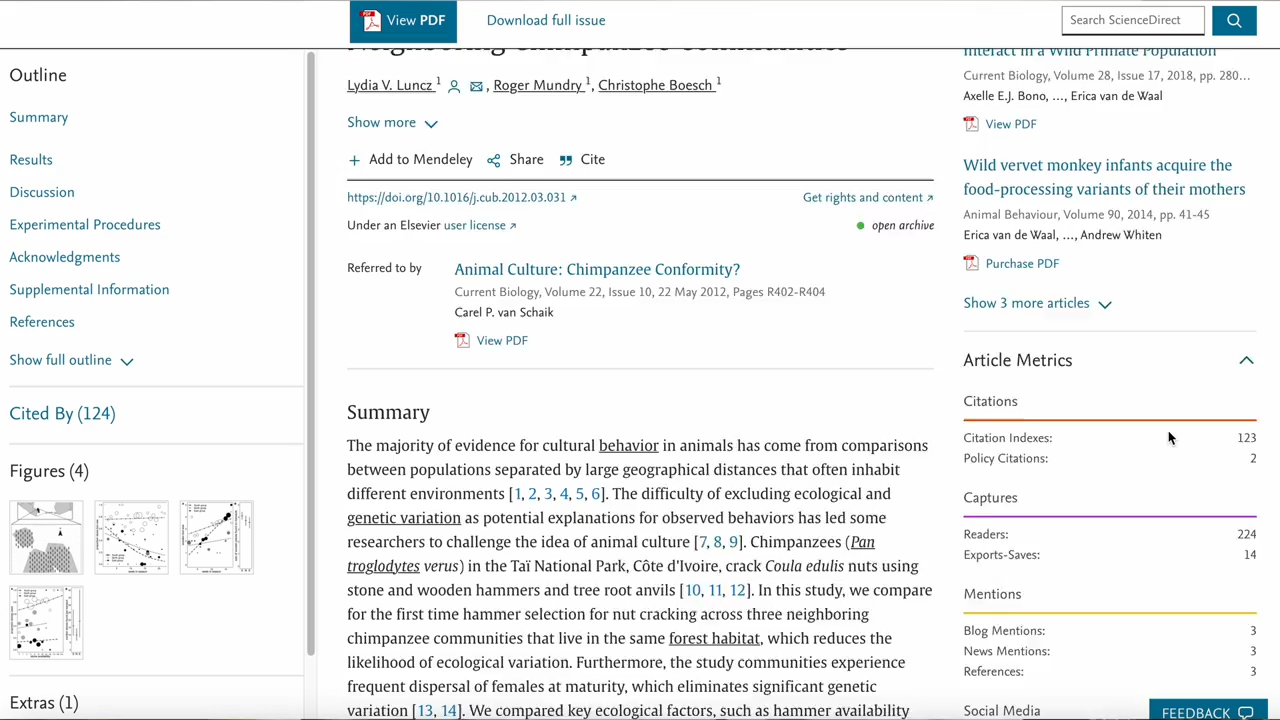 View PDF
Download full issue
Search ScienceDirect
Outline
Summary
Results
Discussion
Experimental Procedures
Acknowledgments
Supplemental Information
References
Show full outline
Cited By (124)
Figures (4)
Extras (1)
Neighboring Chimpanzee Communities
Lydia V. Luncz 1 , Roger Mundry 1, Christophe Boesch 1
Show more
+ Add to Mendeley Share Cite
https://doi.org/10.1016/j.cub.2012.03.031 ↗
Get rights and content ↗
Under an Elsevier user license ↗
open archive
Referred to by
Animal Culture: Chimpanzee Conformity?
Current Biology, Volume 22, Issue 10, 22 May 2012, Pages R402-R404
Carel P. van Schaik
View PDF
Summary
The majority of evidence for cultural behavior in animals has come from comparisons
between populations separated by large geographical distances that often inhabit
different environments [1, 2, 3, 4, 5, 6]. The difficulty of excluding ecological and
genetic variation as potential explanations for observed behaviors has led some
researchers to challenge the idea of animal culture [7, 8, 9]. Chimpanzees (Pan
troglodytes verus) in the Taï National Park, Côte d'Ivoire, crack Coula edulis nuts using
stone and wooden hammers and tree root anvils [10, 11, 12]. In this study, we compare
for the first time hammer selection for nut cracking across three neighboring
chimpanzee communities that live in the same forest habitat, which reduces the
likelihood of ecological variation. Furthermore, the study communities experience
frequent dispersal of females at maturity, which eliminates significant genetic
variation [13, 14]. We compared key ecological factors, such as hammer availability
interact in a Wild Primate Population
Current Biology, Volume 28, Issue 17, 2018, pp. 280...
Axelle E.J. Bono, ..., Erica van de Waal
View PDF
Wild vervet monkey infants acquire the
food-processing variants of their mothers
Animal Behaviour, Volume 90, 2014, pp. 41-45
Erica van de Waal, ..., Andrew Whiten
Purchase PDF
Show 3 more articles
Article Metrics
Citations
Citation Indexes: 123
Policy Citations: 2
Captures
Readers: 224
Exports-Saves: 14
Mentions
Blog Mentions: 3
News Mentions: 3
References: 3
Social Media
FEEDBACK